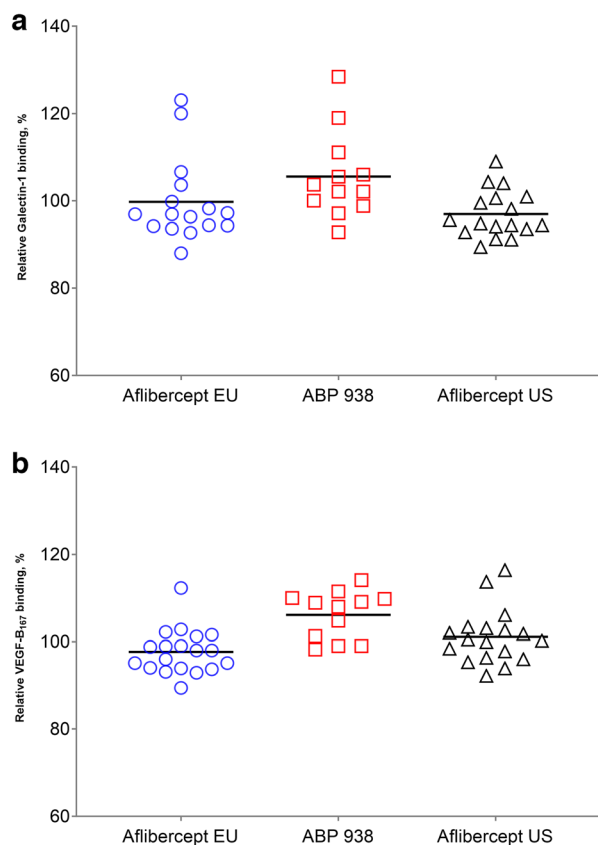 a
140
120
100
80
60
Relative Galectin-1 binding, %
Aflibercept EU
ABP 938
Aflibercept US
b
140
120
100
80
60
Relative VEGF-B167 binding, %
Aflibercept EU
ABP 938
Aflibercept US